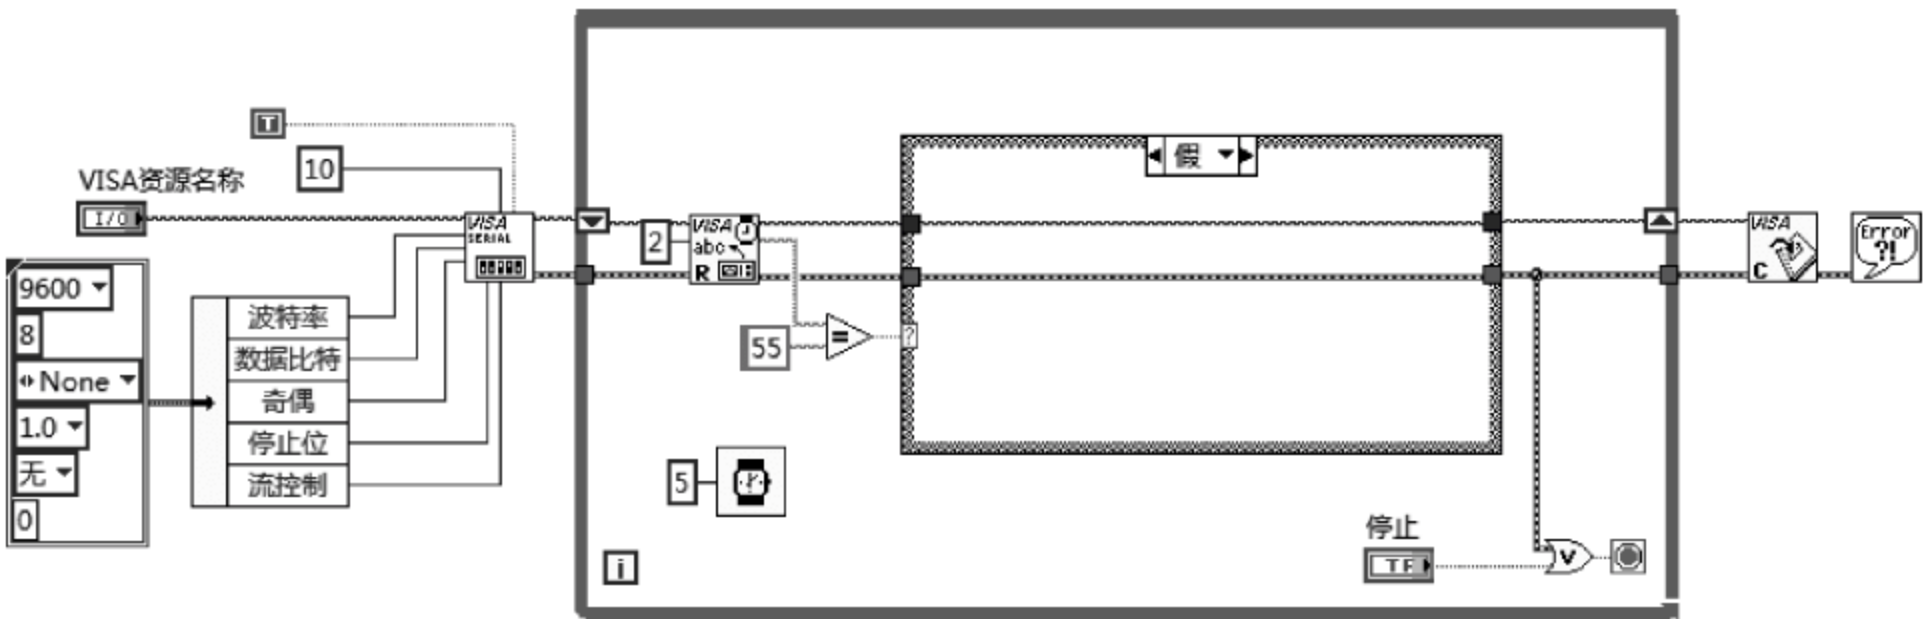 T
10
VISA资源名称
I/O
VISA
SERIAL
9600
8
None
1.0
无
0
波特率
数据比特
奇偶
停止位
流控制
2
VISA
abc
R
55
=
?
假
5
i
停止
TF
V
VISA
C
Error
?!